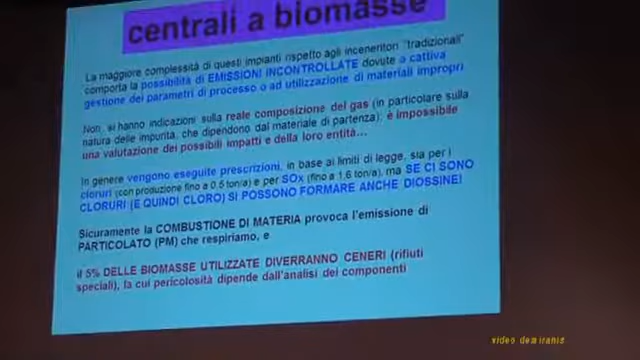 centrali a biomasse
La maggiore complessità di questi impianti rispetto agli inceneritori "tradizionali"
comporta la possibilità di EMISSIONI INCONTROLLATE dovute a cattiva
gestione dei parametri di processo o ad utilizzazione di materiali impropri
Non si hanno indicazioni sulla reale composizione del gas (in particolare sulla
natura delle impurità, che dipendono dal materiale di partenza); è impossibile
una valutazione dei possibili impatti e della loro entità...
In genere vengono eseguite prescrizioni, in base ai limiti di legge, sia per i
cloruri (con produzione fino a 0.5 ton/a) e per SOx (fino a 1,6 ton/a), ma SE CI SONO
CLORURI (E QUINDI CLORO) SI POSSONO FORMARE ANCHE DIOSSINE!
Sicuramente la COMBUSTIONE DI MATERIA provoca l'emissione di
PARTICOLATO (PM) che respiriamo, e
il 5% DELLE BIOMASSE UTILIZZATE DIVERRANNO CENERI (rifiuti
speciali), la cui pericolosità dipende dall'analisi dei componenti
video demiranis